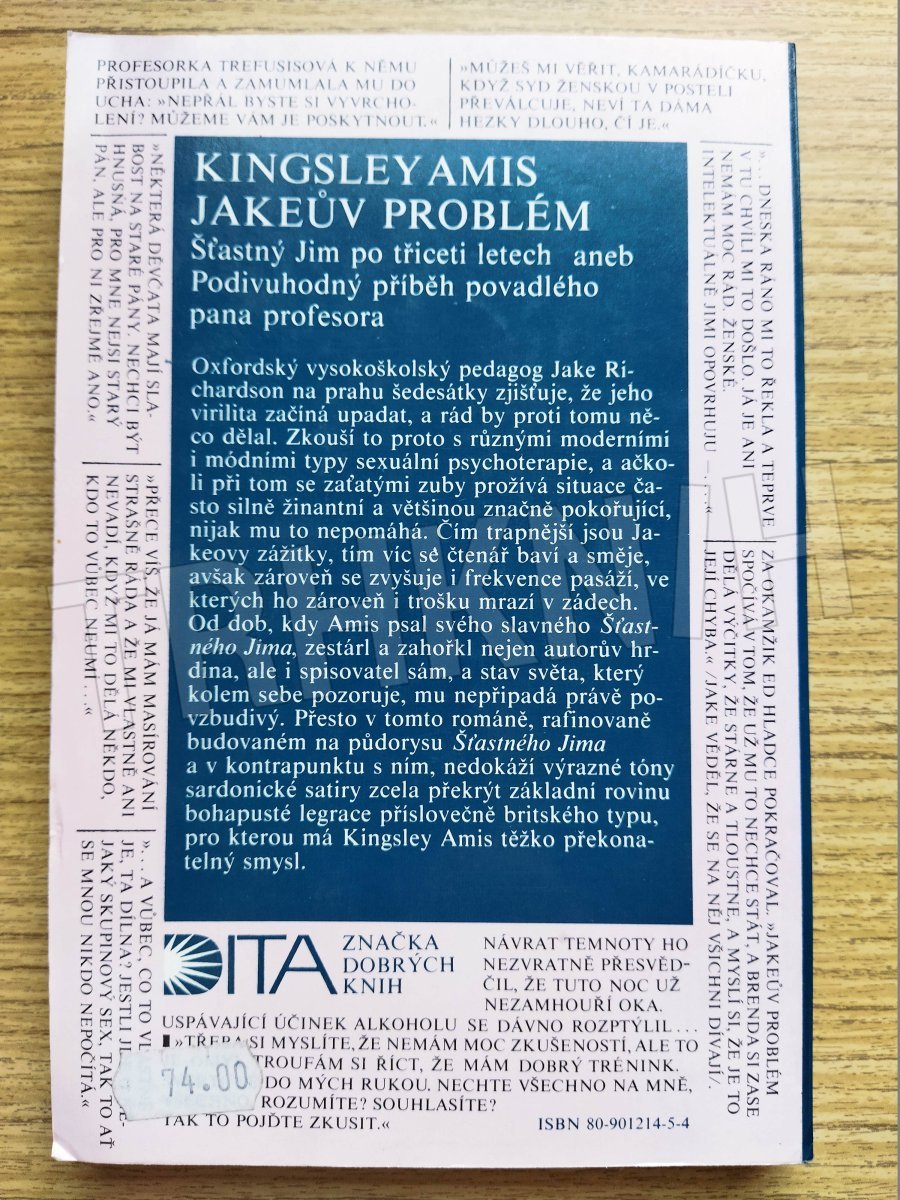 PROFESORKA TREFUSISOVÁ K NĚMU
PŘISTOUPILA A ZAMUMLALA MU DO
UCHA: »NEPŘÁL BYSTE SI VYVRCHO-
LENÍ? MŮŽEME VÁM JE POSKYTNOUT.«
»MŮŽEŠ MI VĚŘIT, KAMARÁDÍČKU,
KDYŽ SYD ŽENSKOU V POSTELI
PŘEVÁLCUJE, NEVÍ TA DÁMA
HEZKY DLOUHO, ČÍ JE.«
»NĚKTERÁ DĚVČATA MAJÍ SLA-
BOST NA STARÉ PÁNY. NECHCI BÝT
HNUSNÁ, PRO MNE NEJSI STARÝ
PÁN, ALE PRO NI ZŘEJMĚ ANO.«
»PŘECE VÍŠ, ŽE JÁ MÁM MASÍROVÁNÍ
STRAŠNĚ RÁDA A ŽE MI VLASTNĚ ANI
NEVADÍ, KDYŽ MI TO DĚLÁ NĚKDO,
KDO TO VŮBEC NEUMÍ...«
»... A VŮBEC, CO TO VL
JE, TA DÍLNA? JESTLI JE
JAKÝ SKUPINOVÝ SEX, TAK TO AŤ
SE MNOU NIKDO NEPOČÍTÁ.«
KINGSLEY AMIS
JAKEŮV PROBLÉM
Šťastný Jim po třiceti letech aneb
Podivuhodný příběh povadlého
pana profesora
Oxfordský vysokoškolský pedagog Jake Ri-
chardson na prahu šedesátky zjišťuje, že jeho
virilita začíná upadat, a rád by proti tomu ně-
co dělal. Zkouší to proto s různými moderními
i módními typy sexuální psychoterapie, a ačko-
li při tom se zaťatými zuby prožívá situace ča-
sto silně žinantní a většinou značně pokořující,
nijak mu to nepomáhá. Čím trapnější jsou Ja-
keovy zážitky, tím víc se čtenář baví a směje,
avšak zároveň se zvyšuje i frekvence pasáží, ve
kterých ho zároveň i trošku mrazí v zádech.
Od dob, kdy Amis psal svého slavného Šťast-
ného Jima, zestárl a zahořkl nejen autorův hr-
dina, ale i spisovatel sám, a stav světa, který
kolem sebe pozoruje, mu nepřipadá právě po-
vzbudivý. Přesto v tomto románě, rafinovaně
budovaném na půdorysu Šťastného Jima
a v kontrapunktu s ním, nedokáží výrazné tóny
sardonické satiry zcela překrýt základní rovinu
bohapusté legrace příslovečně britského typu,
pro kterou má Kingsley Amis těžko překona-
telný smysl.
»... DNESKA RÁNO MI TO ŘEKLA A TEPRVE
V TU CHVÍLI MI TO DOŠLO. JÁ JE ANI
NEMÁM MOC RÁD. ŽENSKÉ.
INTELEKTUÁLNĚ JIMI OPOVRHUJU – ...«
ZA OKAMŽIK ED HLADCE POKRAČOVAL. »JAKEŮV PROBLÉM
SPOČÍVÁ V TOM, ŽE UŽ MU TO NECHCE STÁT, A BRENDA SI ZASE
DĚLÁ VÝČITKY, ŽE STÁRNE A TLOUSTNE, A MYSLÍ SI, ŽE JE TO
JEJÍ CHYBA.« /JAKE VĚDĚL, ŽE SE NA NĚJ VŠICHNI DÍVAJÍ/.
DITA
ZNAČKA
DOBRÝCH
KNIH
NÁVRAT TEMNOTY HO
NEZVRATNĚ PŘESVĚD-
ČIL, ŽE TUTO NOC UŽ
NEZAMHOUŘÍ OKA.
USPÁVAJÍCÍ ÚČINEK ALKOHOLU SE DÁVNO ROZPTÝLIL...
»TŘEBA SI MYSLÍTE, ŽE NEMÁM MOC ZKUŠENOSTÍ, ALE TO
TROUFÁM SI ŘÍCT, ŽE MÁM DOBRÝ TRÉNINK.
DO MÝCH RUKOU. NECHTE VŠECHNO NA MNĚ,
ROZUMÍTE? SOUHLASÍTE?
TAK TO POJĎTE ZKUSIT.«
74.00
ISBN 80-901214-5-4
TRHKNIH